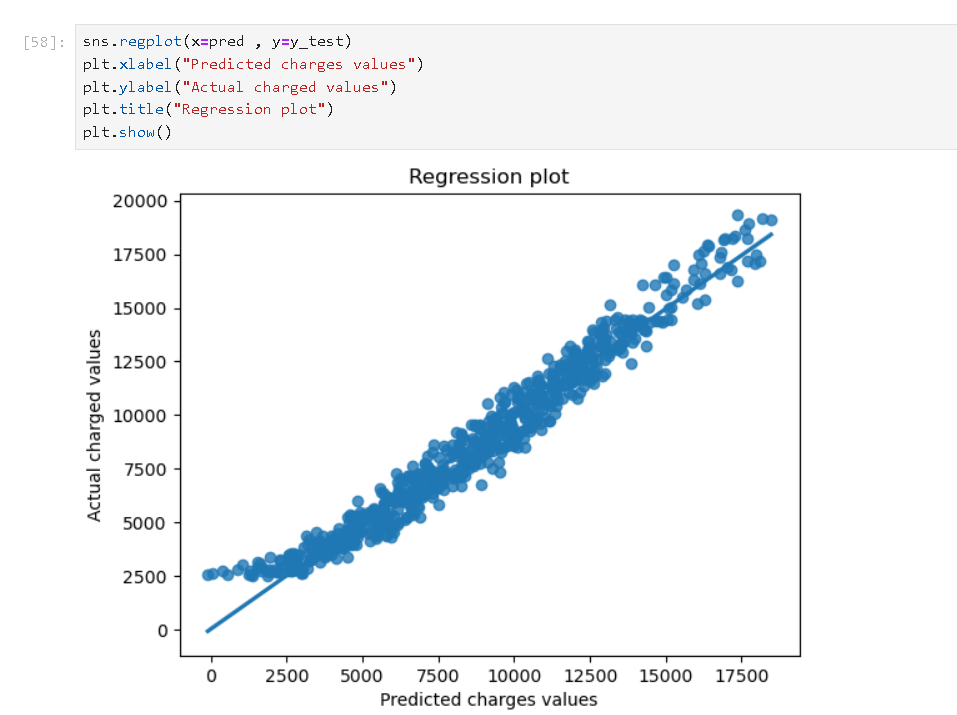 [58]:
sns.regplot(x=pred , y=y_test)
plt.xlabel("Predicted charges values")
plt.ylabel("Actual charged values")
plt.title("Regression plot")
plt.show()
Regression plot
20000
17500
15000
12500
10000
7500
5000
2500
0
Actual charged values
0 2500 5000 7500 10000 12500 15000 17500
Predicted charges values